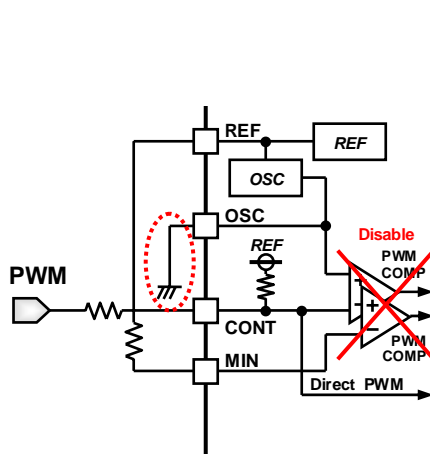 REF
REF
OSC
OSC
Disable
REF
PWM
COMP
PWM
CONT
PWM
COMP
MIN
Direct PWM